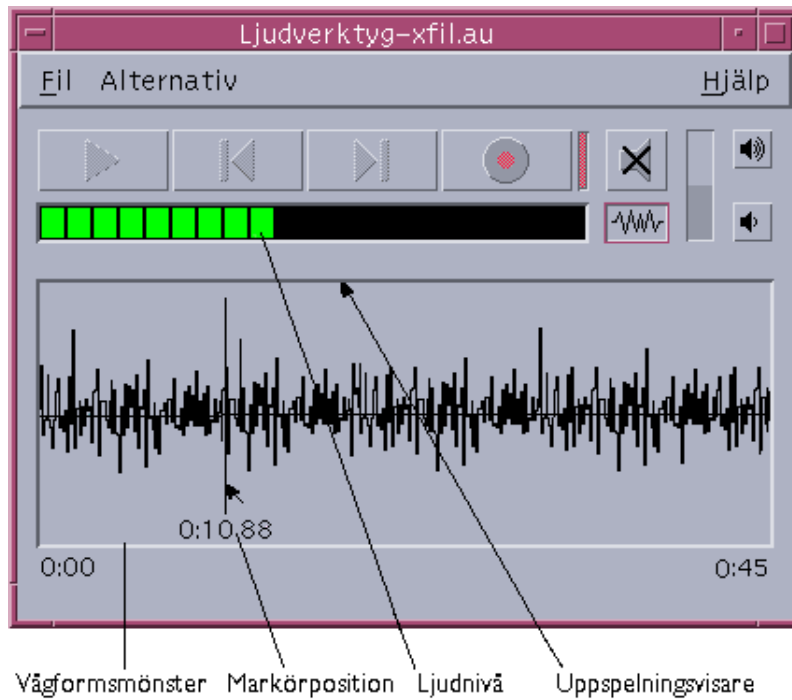 Ljudverktyg-xfil.au
Fil Alternativ Hjälp
0:10.88
0:00 0:45
Vågformsmönster Markörposition Ljudnivå Uppspelningsvisare